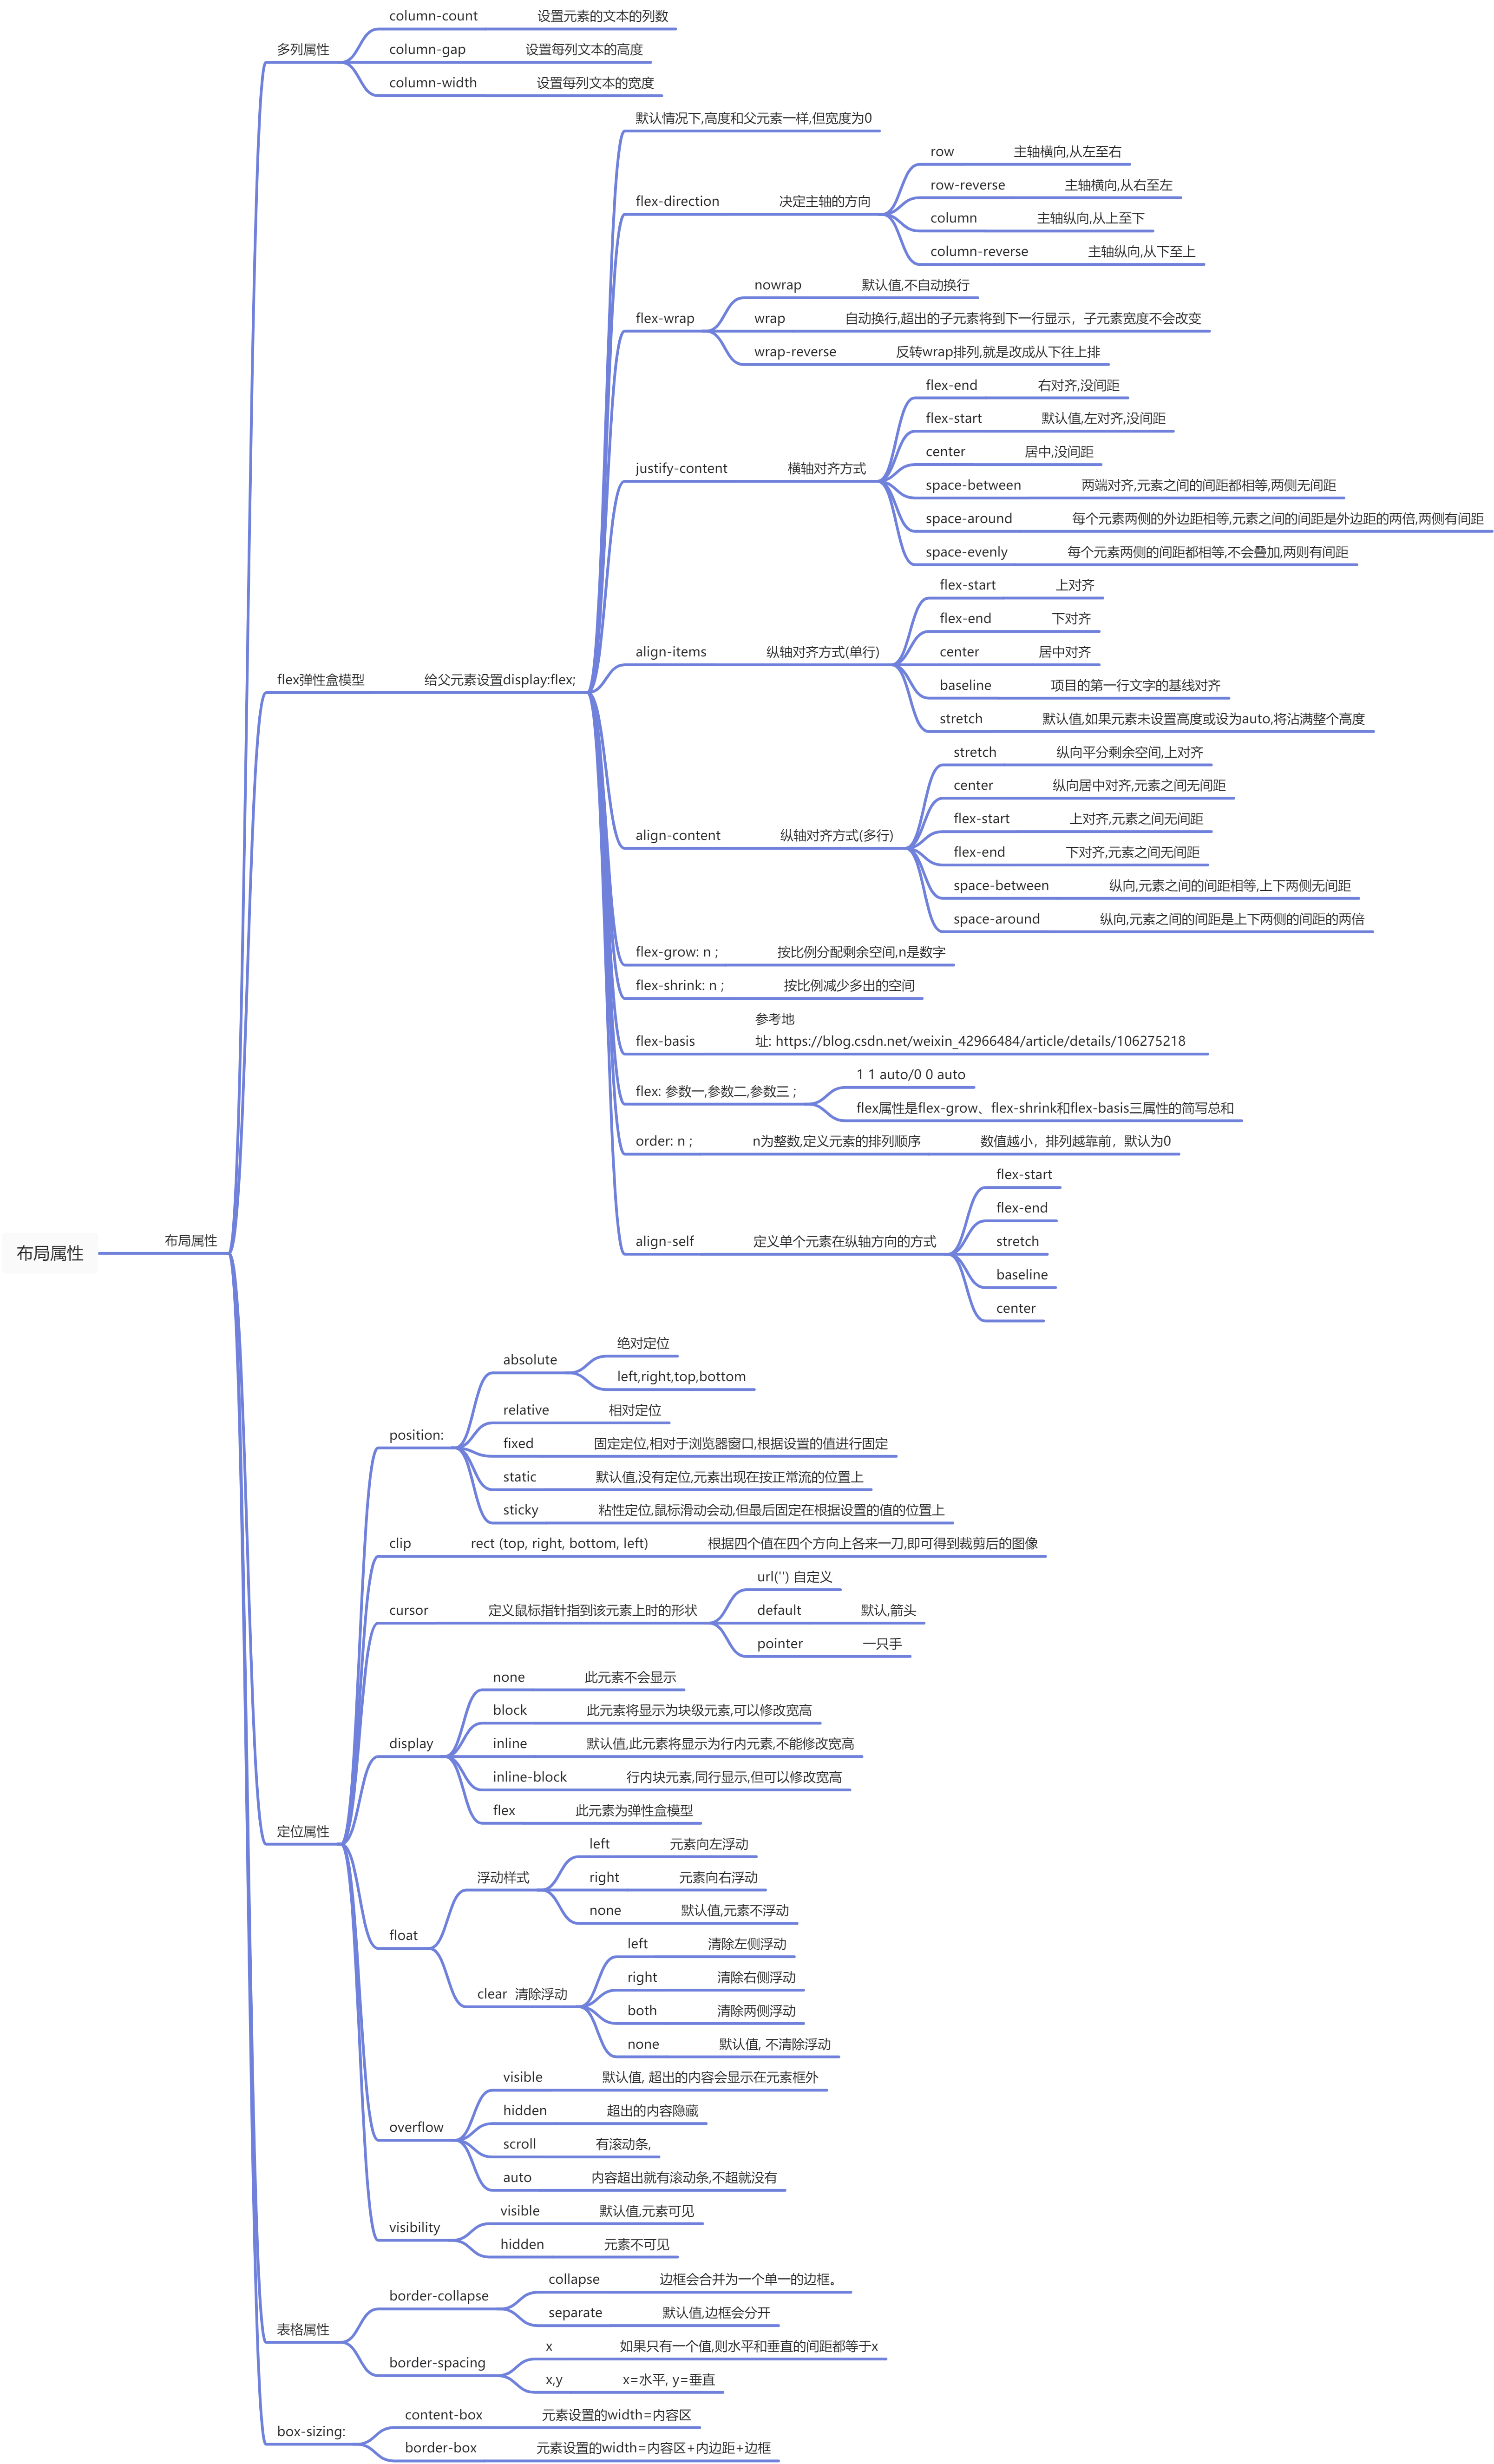 布局属性
布局属性
多列属性
column-count 设置元素的文本的列数
column-gap 设置每列文本的高度
column-width 设置每列文本的宽度
flex弹性盒模型 给父元素设置display:flex;
默认情况下,高度和父元素一样,但宽度为0
flex-direction 决定主轴的方向
row 主轴横向,从左至右
row-reverse 主轴横向,从右至左
column 主轴纵向,从上至下
column-reverse 主轴纵向,从下至上
flex-wrap
nowrap 默认值,不自动换行
wrap 自动换行,超出的子元素将到下一行显示，子元素宽度不会改变
wrap-reverse 反转wrap排列,就是改成从下往上排
justify-content 横轴对齐方式
flex-end 右对齐,没间距
flex-start 默认值,左对齐,没间距
center 居中,没间距
space-between 两端对齐,元素之间的间距都相等,两侧无间距
space-around 每个元素两侧的外边距相等,元素之间的间距是外边距的两倍,两侧有间距
space-evenly 每个元素两侧的间距都相等,不会叠加,两则有间距
align-items 纵轴对齐方式(单行)
flex-start 上对齐
flex-end 下对齐
center 居中对齐
baseline 项目的第一行文字的基线对齐
stretch 默认值,如果元素未设置高度或设为auto,将沾满整个高度
align-content 纵轴对齐方式(多行)
stretch 纵向平分剩余空间,上对齐
center 纵向居中对齐,元素之间无间距
flex-start 上对齐,元素之间无间距
flex-end 下对齐,元素之间无间距
space-between 纵向,元素之间的间距相等,上下两侧无间距
space-around 纵向,元素之间的间距是上下两侧的间距的两倍
flex-grow: n ; 按比例分配剩余空间,n是数字
flex-shrink: n ; 按比例减少多出的空间
flex-basis
参考地
址: https://blog.csdn.net/weixin_42966484/article/details/106275218
flex: 参数一,参数二,参数三 ;
1 1 auto/0 0 auto
flex属性是flex-grow、flex-shrink和flex-basis三属性的简写总和
order: n ; n为整数,定义元素的排列顺序 数值越小，排列越靠前，默认为0
align-self 定义单个元素在纵轴方向的方式
flex-start
flex-end
stretch
baseline
center
定位属性
position:
absolute
绝对定位
left,right,top,bottom
relative 相对定位
fixed 固定定位,相对于浏览器窗口,根据设置的值进行固定
static 默认值,没有定位,元素出现在按正常流的位置上
sticky 粘性定位,鼠标滑动会动,但最后固定在根据设置的值的位置上
clip rect (top, right, bottom, left) 根据四个值在四个方向上各来一刀,即可得到裁剪后的图像
cursor 定义鼠标指针指到该元素上时的形状
url('') 自定义
default 默认,箭头
pointer 一只手
display
none 此元素不会显示
block 此元素将显示为块级元素,可以修改宽高
inline 默认值,此元素将显示为行内元素,不能修改宽高
inline-block 行内块元素,同行显示,但可以修改宽高
flex 此元素为弹性盒模型
float
浮动样式
left 元素向左浮动
right 元素向右浮动
none 默认值,元素不浮动
clear 清除浮动
left 清除左侧浮动
right 清除右侧浮动
both 清除两侧浮动
none 默认值, 不清除浮动
overflow
visible 默认值, 超出的内容会显示在元素框外
hidden 超出的内容隐藏
scroll 有滚动条,
auto 内容超出就有滚动条,不超就没有
visibility
visible 默认值,元素可见
hidden 元素不可见
表格属性
border-collapse
collapse 边框会合并为一个单一的边框。
separate 默认值,边框会分开
border-spacing
x 如果只有一个值,则水平和垂直的间距都等于x
x,y x=水平, y=垂直
box-sizing:
content-box 元素设置的width=内容区
border-box 元素设置的width=内容区+内边距+边框